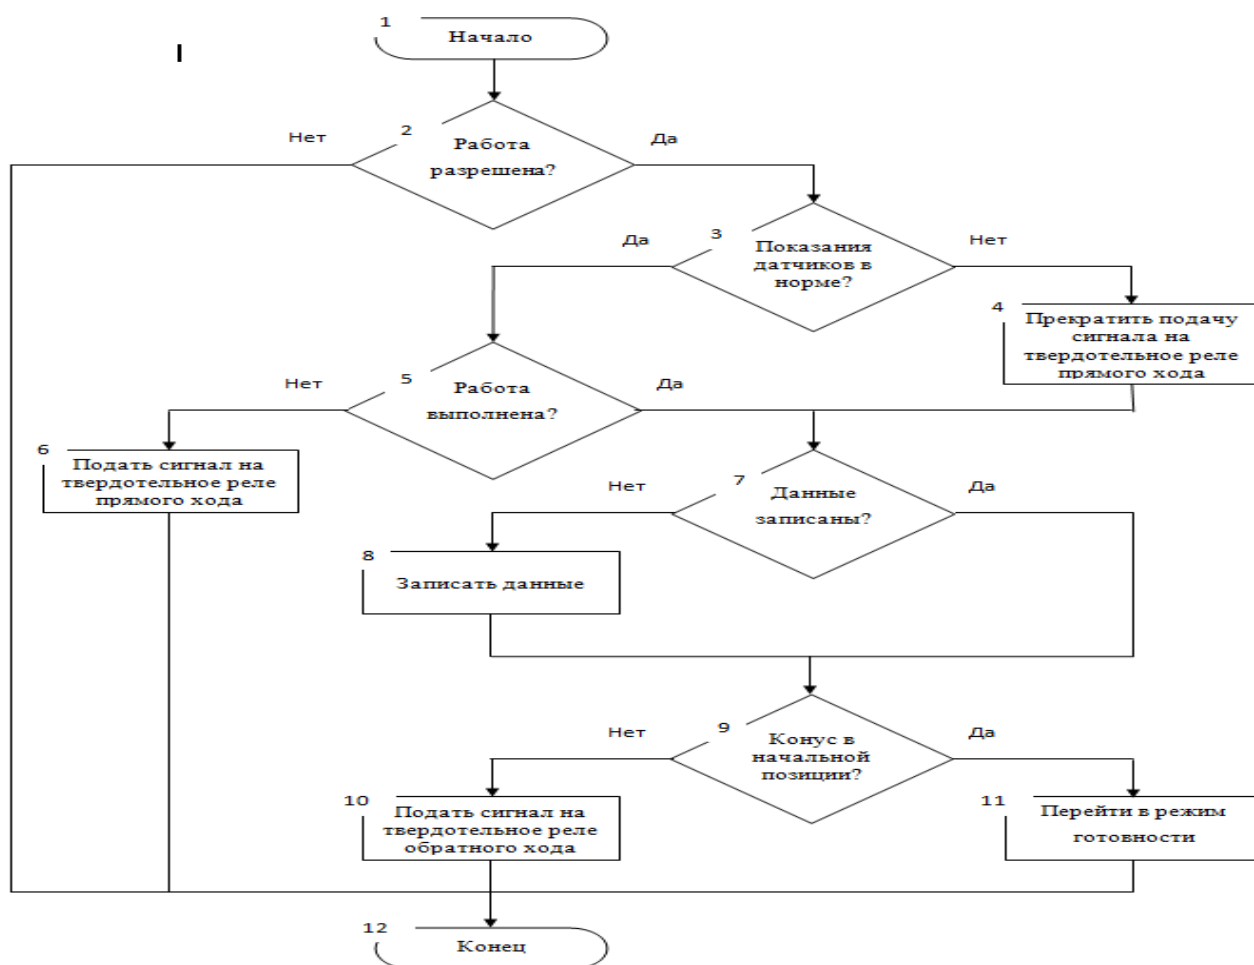 1
Начало
2
Нет
Да
Работа
разрешена?
3
Да
Нет
Показания
датчиков в
норме?
4
Прекратить подачу
сигнала на
твердотельное реле
прямого хода
5
Нет
Да
Работа
выполнена?
6
Подать сигнал на
твердотельное реле
прямого хода
7
Нет
Да
Данные
записаны?
8
Записать данные
9
Нет
Да
Конус в
начальной
позиции?
10
Подать сигнал на
твердотельное реле
обратного хода
11
Перейти в режим
готовности
12
Конец